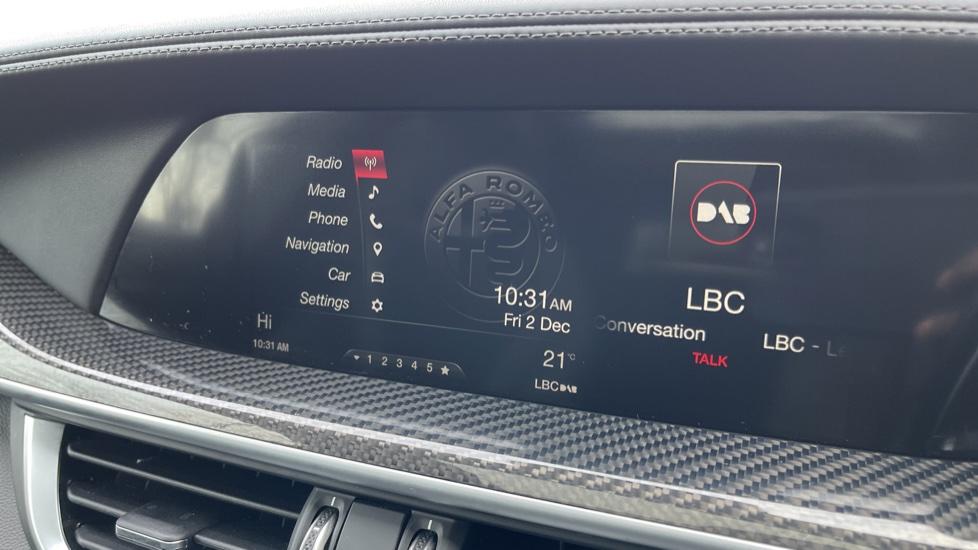 Radio
Media
Phone
Navigation
Car
Settings
Hi
10:31 AM
1 2 3 4 5
ALFA ROMEO
10:31AM
Fri 2 Dec
21°C
LBC DAB
DAB
LBC
Conversation LBC - Le
TALK